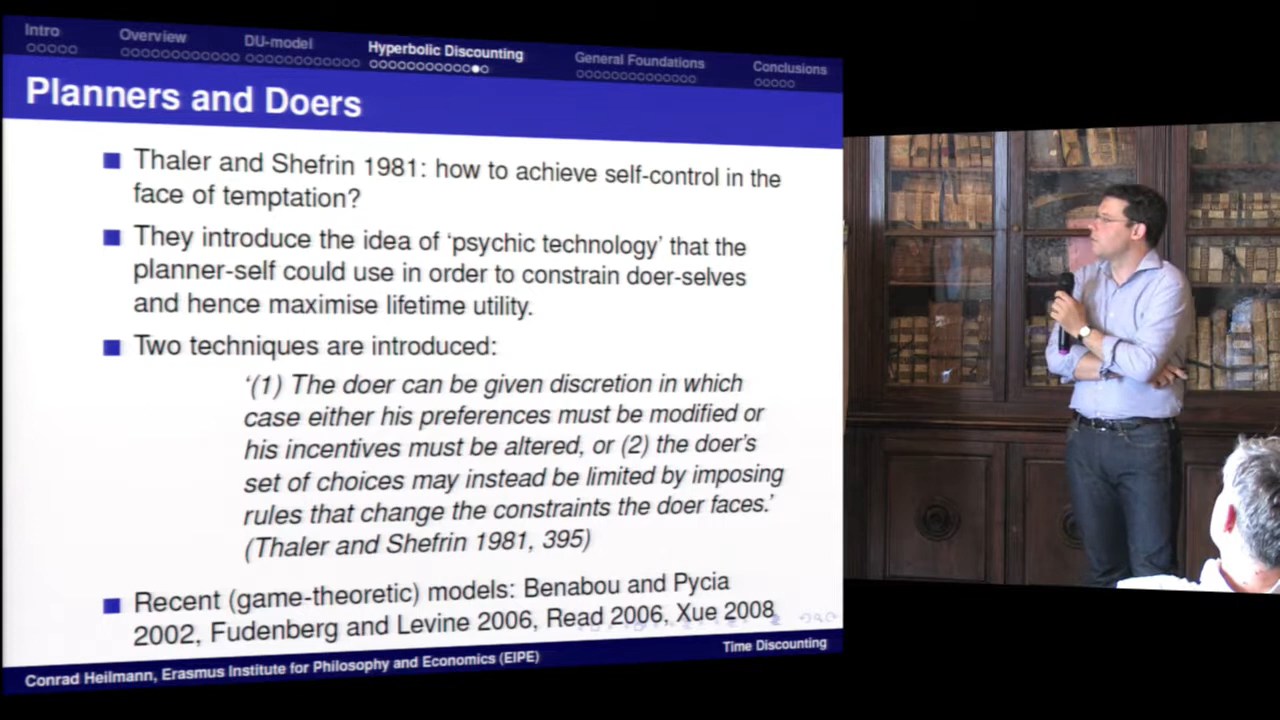 Intro Overview DU-model Hyperbolic Discounting General Foundations Conclusions
Planners and Doers
Thaler and Shefrin 1981: how to achieve self-control in the
face of temptation?
They introduce the idea of ‘psychic technology’ that the
planner-self could use in order to constrain doer-selves
and hence maximise lifetime utility.
Two techniques are introduced:
‘(1) The doer can be given discretion in which
case either his preferences must be modified or
his incentives must be altered, or (2) the doer's
set of choices may instead be limited by imposing
rules that change the constraints the doer faces.’
(Thaler and Shefrin 1981, 395)
Recent (game-theoretic) models: Benabou and Pycia
2002, Fudenberg and Levine 2006, Read 2006, Xue 2008
Conrad Heilmann, Erasmus Institute for Philosophy and Economics (EIPE) Time Discounting